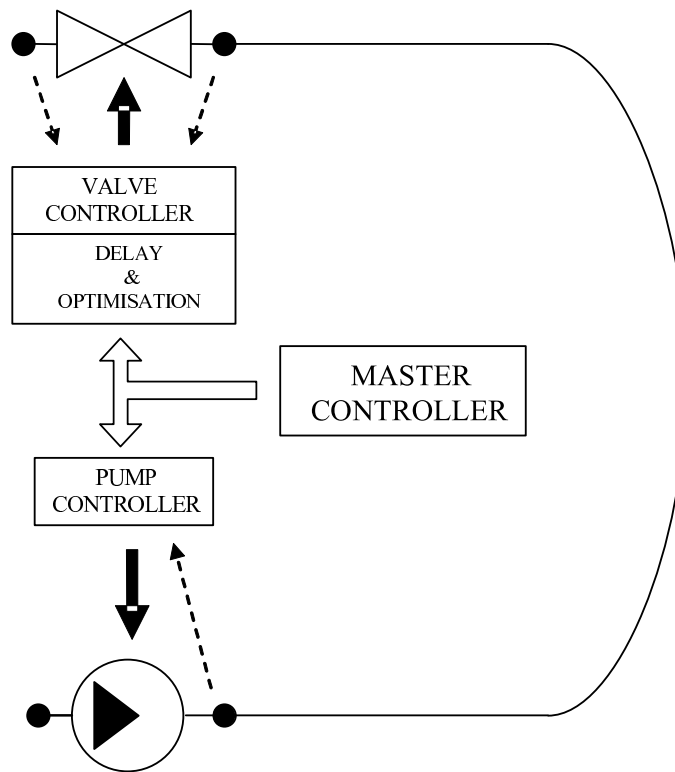 VALVE
CONTROLLER
DELAY
&
OPTIMISATION
MASTER
CONTROLLER
PUMP
CONTROLLER